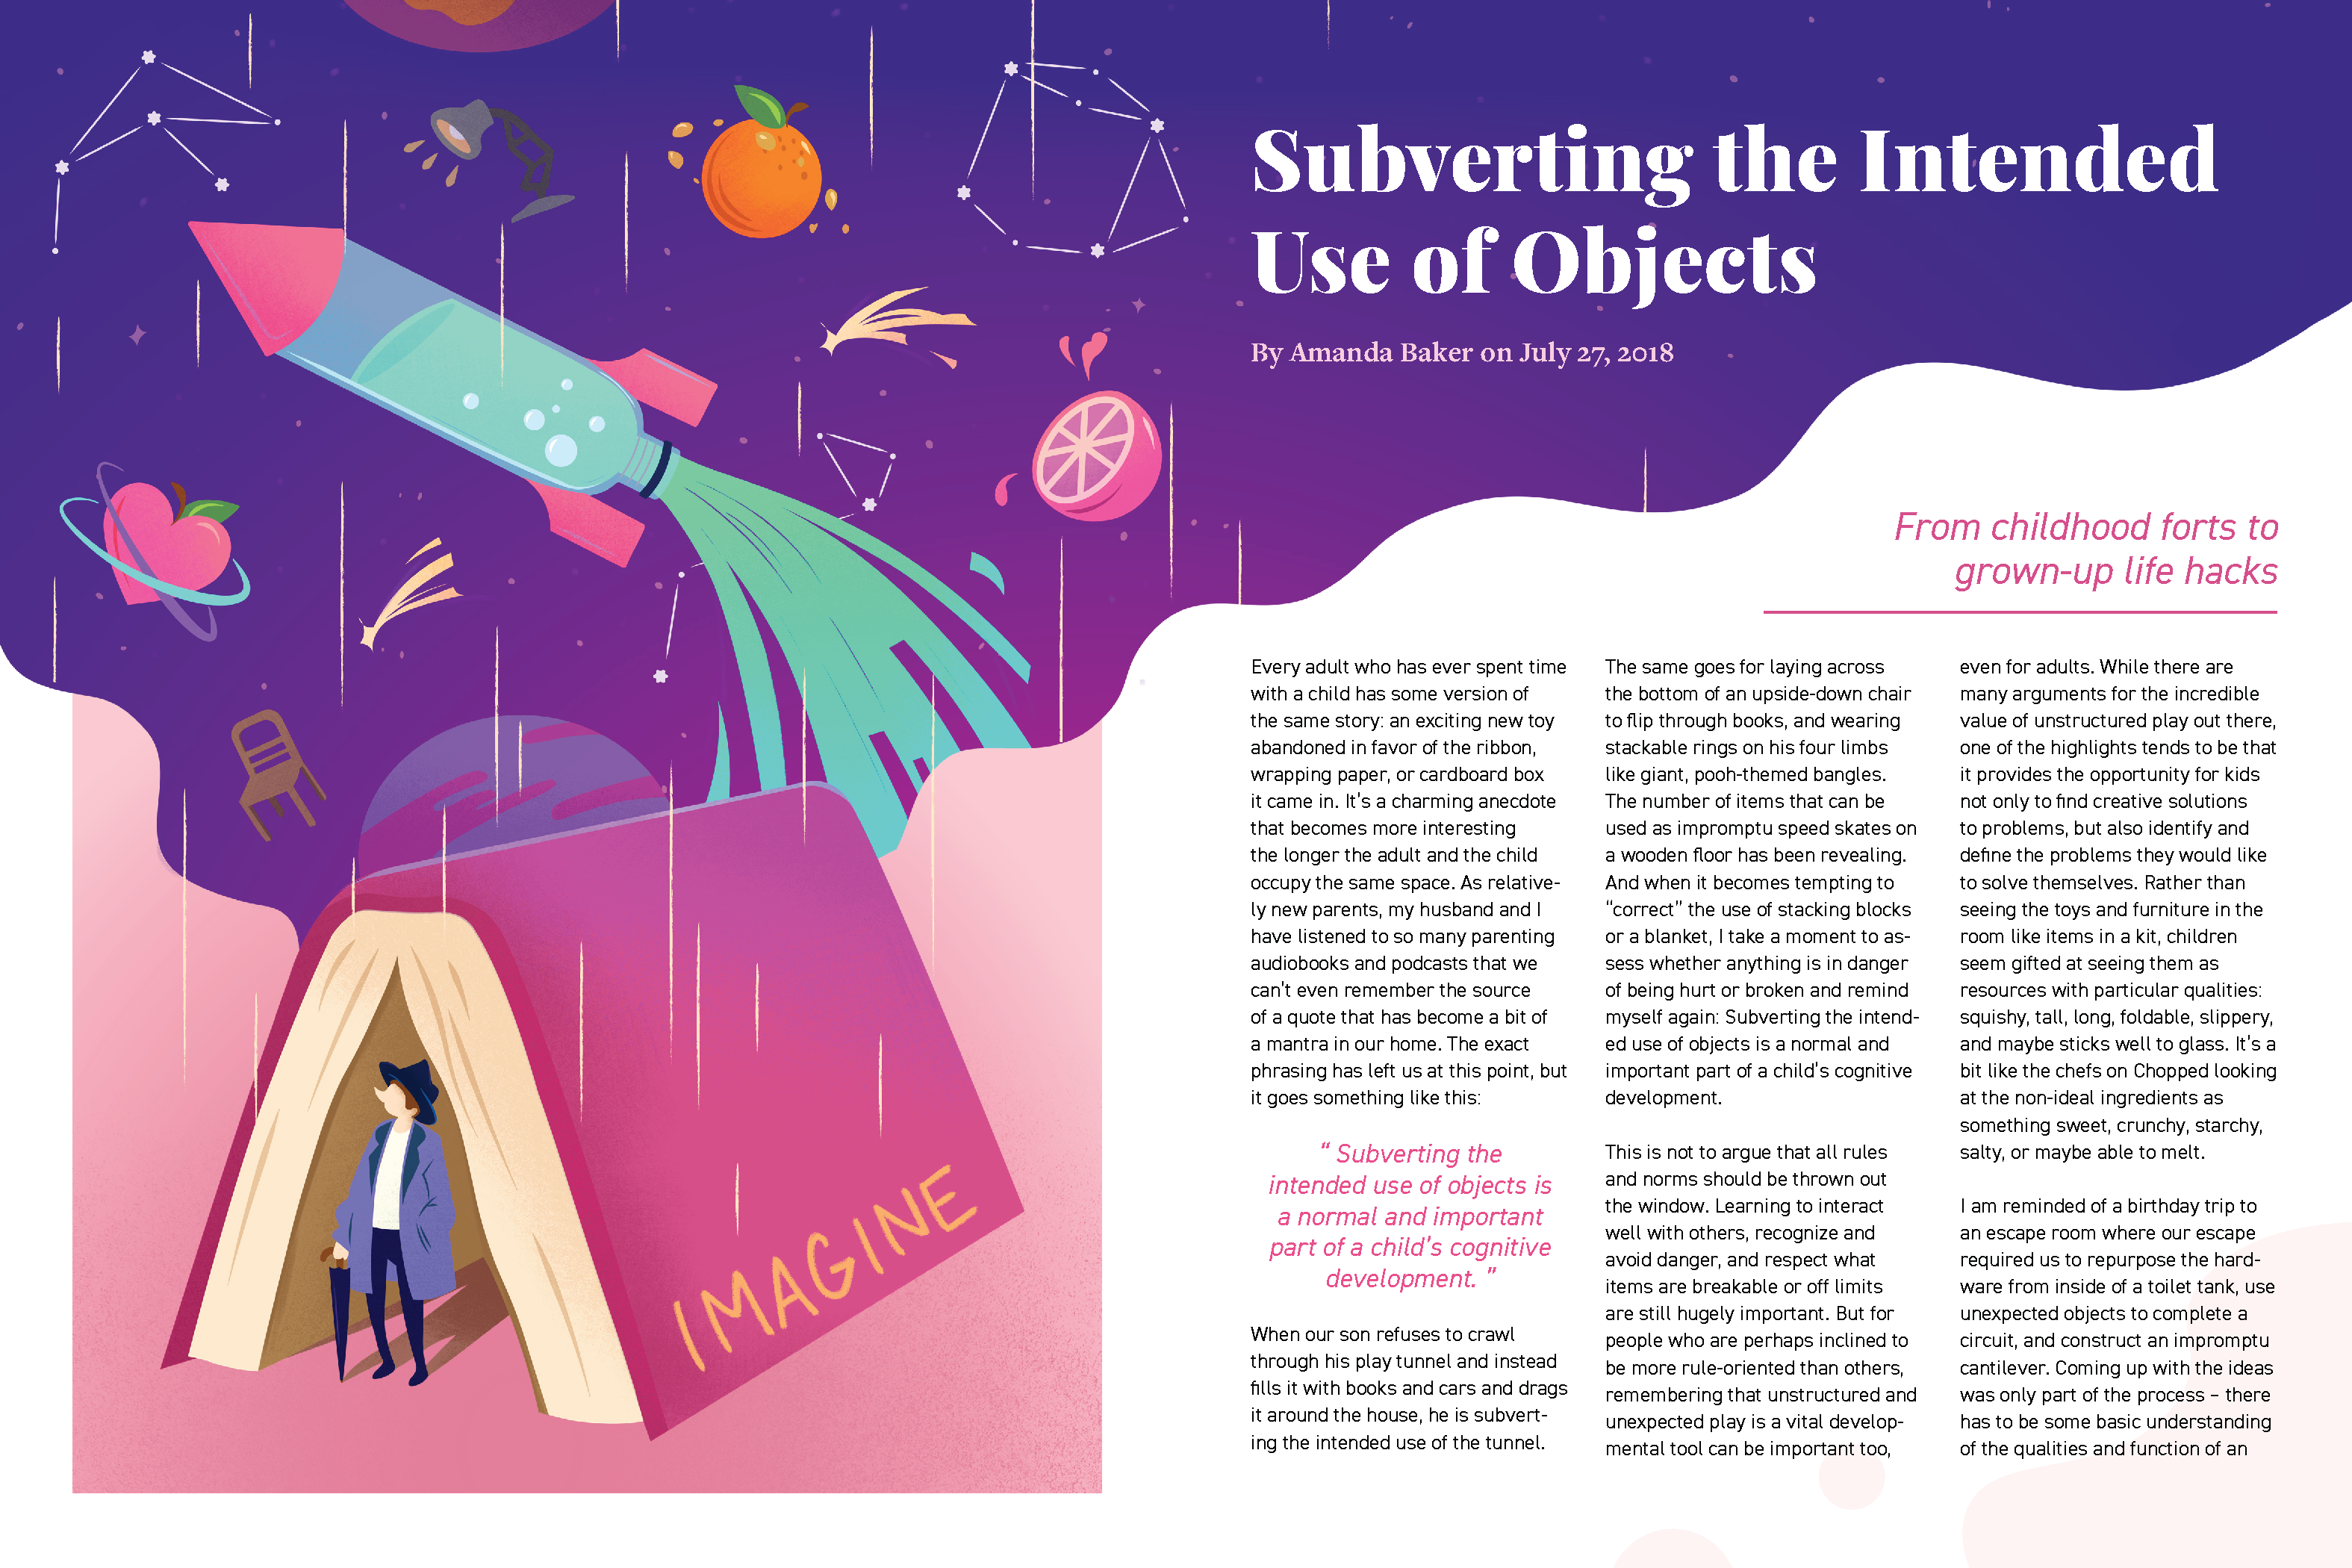 Subverting the Intended
Use of Objects
By Amanda Baker on July 27, 2018
From childhood forts to
grown-up life hacks
Every adult who has ever spent time
with a child has some version of
the same story: an exciting new toy
abandoned in favor of the ribbon,
wrapping paper, or cardboard box
it came in. It's a charming anecdote
that becomes more interesting
the longer the adult and the child
occupy the same space. As relative-
ly new parents, my husband and I
have listened to so many parenting
audiobooks and podcasts that we
can't even remember the source
of a quote that has become a bit of
a mantra in our home. The exact
phrasing has left us at this point, but
it goes something like this:
“ Subverting the
intended use of objects is
a normal and important
part of a child's cognitive
development. ”
When our son refuses to crawl
through his play tunnel and instead
fills it with books and cars and drags
it around the house, he is subvert-
ing the intended use of the tunnel.
The same goes for laying across
the bottom of an upside-down chair
to flip through books, and wearing
stackable rings on his four limbs
like giant, pooh-themed bangles.
The number of items that can be
used as impromptu speed skates on
a wooden floor has been revealing.
And when it becomes tempting to
“correct” the use of stacking blocks
or a blanket, I take a moment to as-
sess whether anything is in danger
of being hurt or broken and remind
myself again: Subverting the intend-
ed use of objects is a normal and
important part of a child's cognitive
development.
This is not to argue that all rules
and norms should be thrown out
the window. Learning to interact
well with others, recognize and
avoid danger, and respect what
items are breakable or off limits
are still hugely important. But for
people who are perhaps inclined to
be more rule-oriented than others,
remembering that unstructured and
unexpected play is a vital develop-
mental tool can be important too,
even for adults. While there are
many arguments for the incredible
value of unstructured play out there,
one of the highlights tends to be that
it provides the opportunity for kids
not only to find creative solutions
to problems, but also identify and
define the problems they would like
to solve themselves. Rather than
seeing the toys and furniture in the
room like items in a kit, children
seem gifted at seeing them as
resources with particular qualities:
squishy, tall, long, foldable, slippery,
and maybe sticks well to glass. It's a
bit like the chefs on Chopped looking
at the non-ideal ingredients as
something sweet, crunchy, starchy,
salty, or maybe able to melt.
I am reminded of a birthday trip to
an escape room where our escape
required us to repurpose the hard-
ware from inside of a toilet tank, use
unexpected objects to complete a
circuit, and construct an impromptu
cantilever. Coming up with the ideas
was only part of the process – there
has to be some basic understanding
of the qualities and function of an
IMAGINE